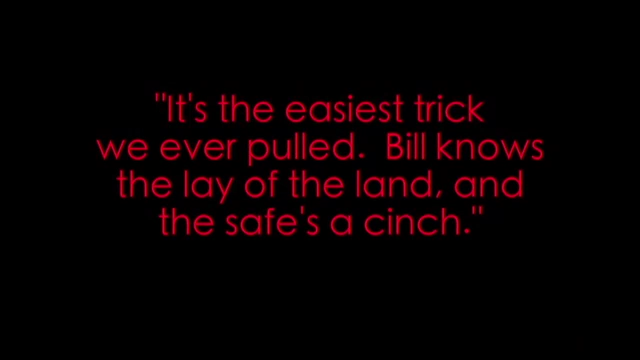 "It's the easiest trick
we ever pulled.  Bill knows
the lay of the land, and
the safe's a cinch."